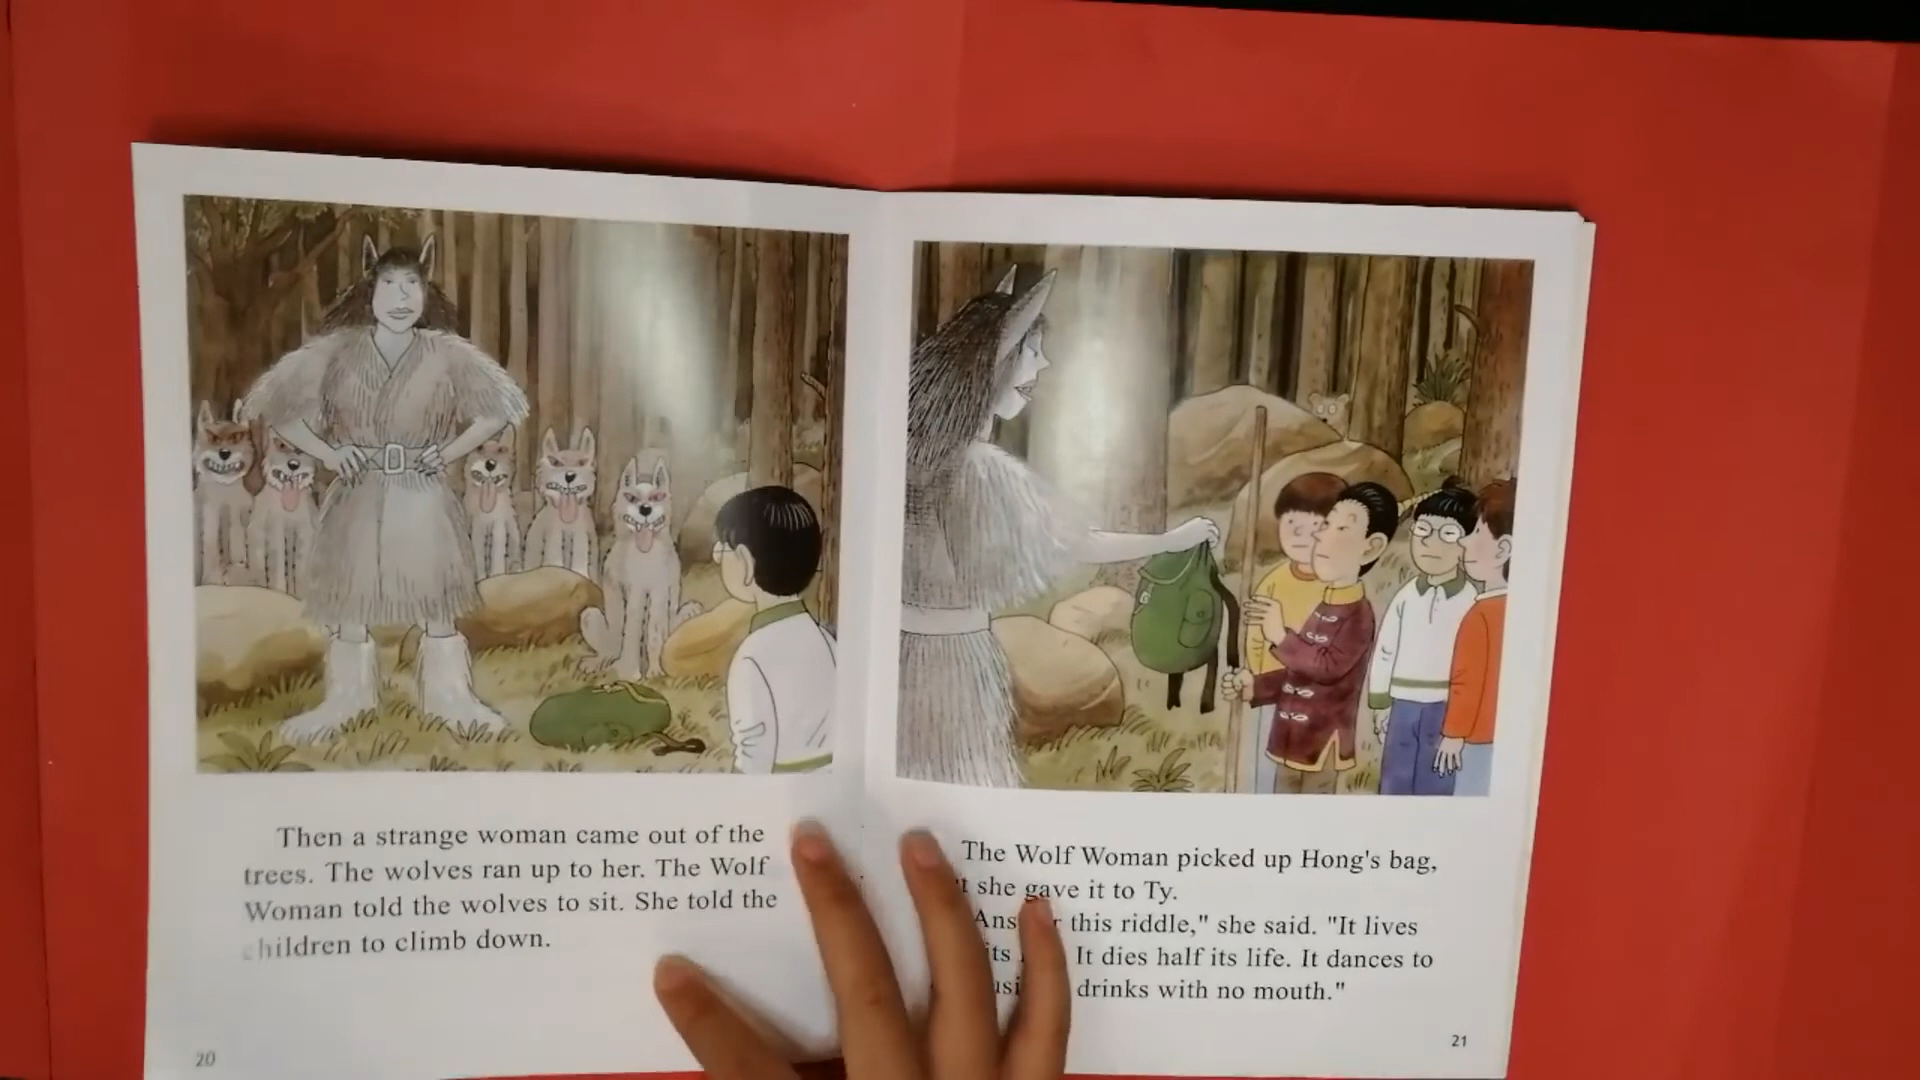 Then a strange woman came out of the
trees. The wolves ran up to her. The Wolf
Woman told the wolves to sit. She told the
children to climb down.
20
The Wolf Woman picked up Hong's bag,
she gave it to Ty.
this riddle," she said. "It lives
its It dies half its life. It dances to
drinks with no mouth."
21